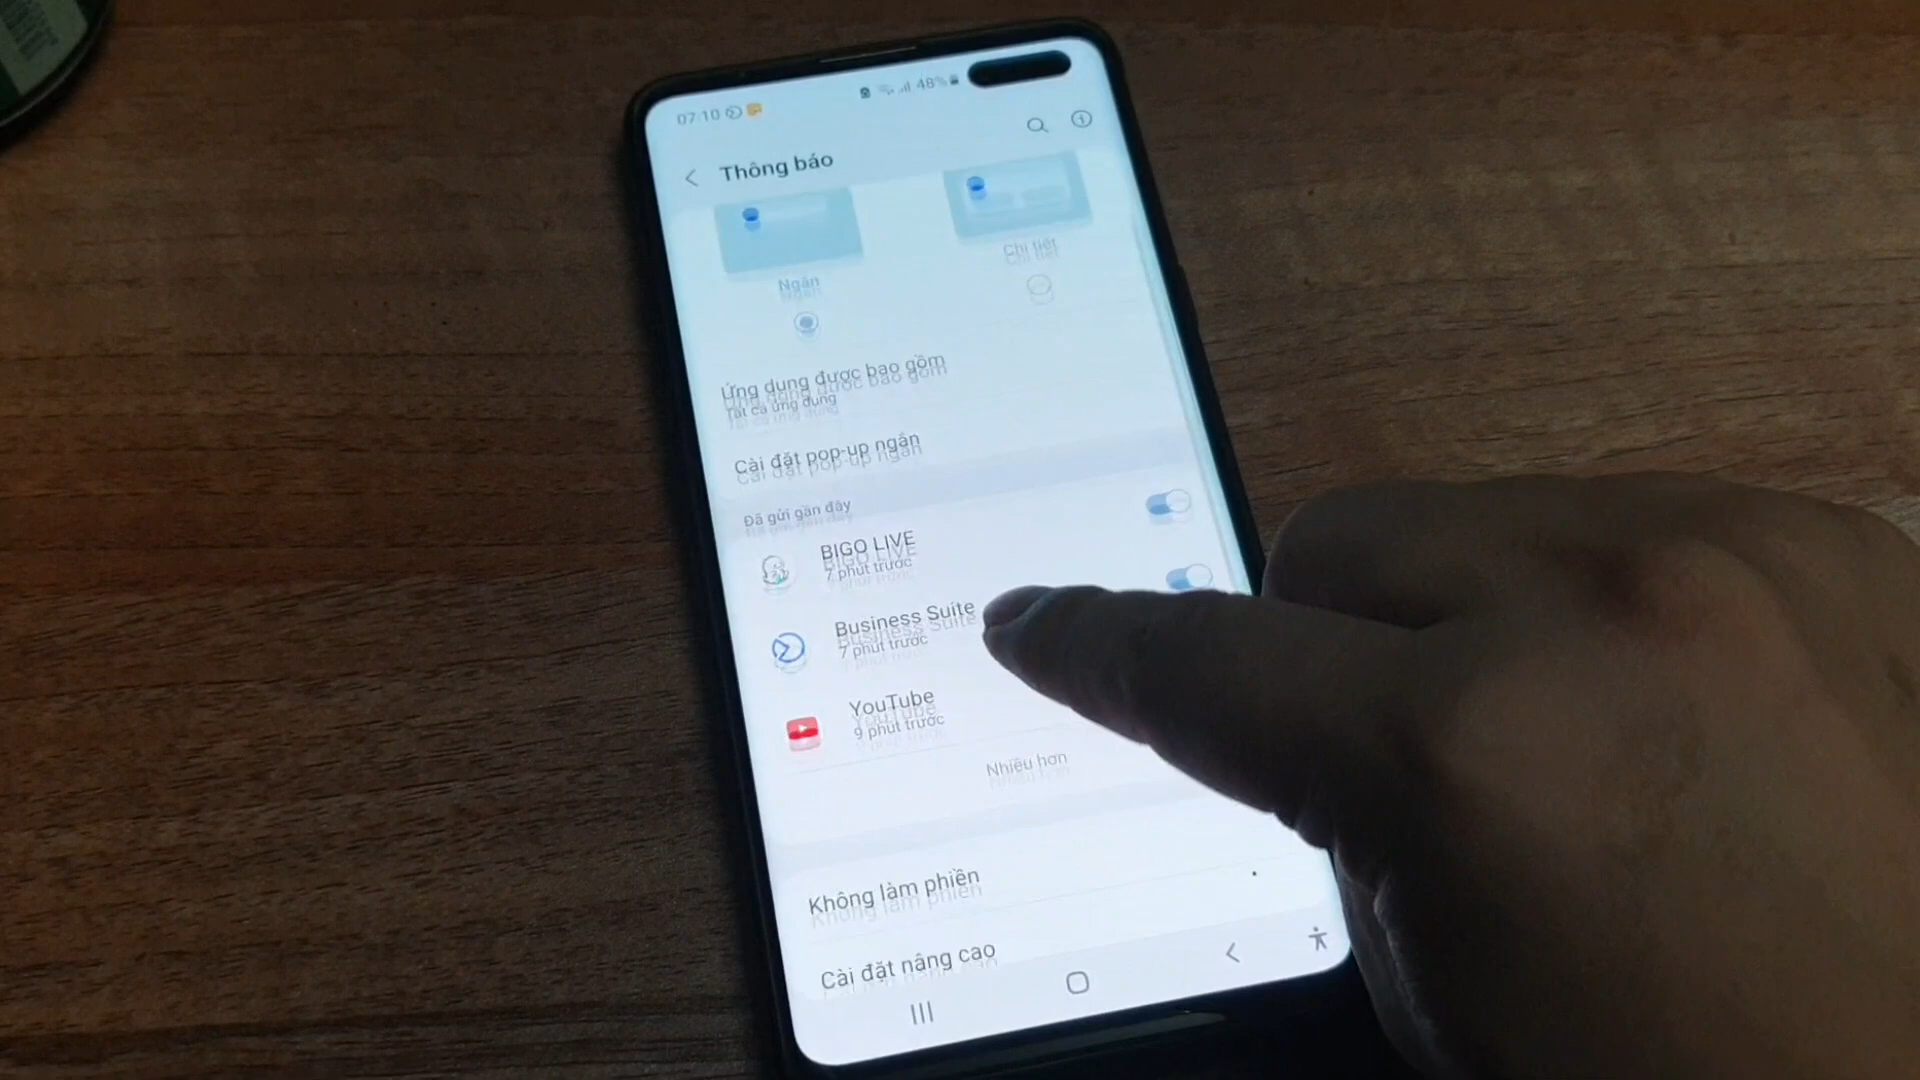 07:10
48%
Thông báo
Ngắn
Chi tiết
Ứng dụng được bao gồm
Tất cả ứng dụng
Cài đặt pop-up ngắn
Đã gửi gần đây
BIGO LIVE
7 phút trước
Business Suite
7 phút trước
YouTube
9 phút trước
Nhiều hơn
Không làm phiền
Cài đặt nâng cao